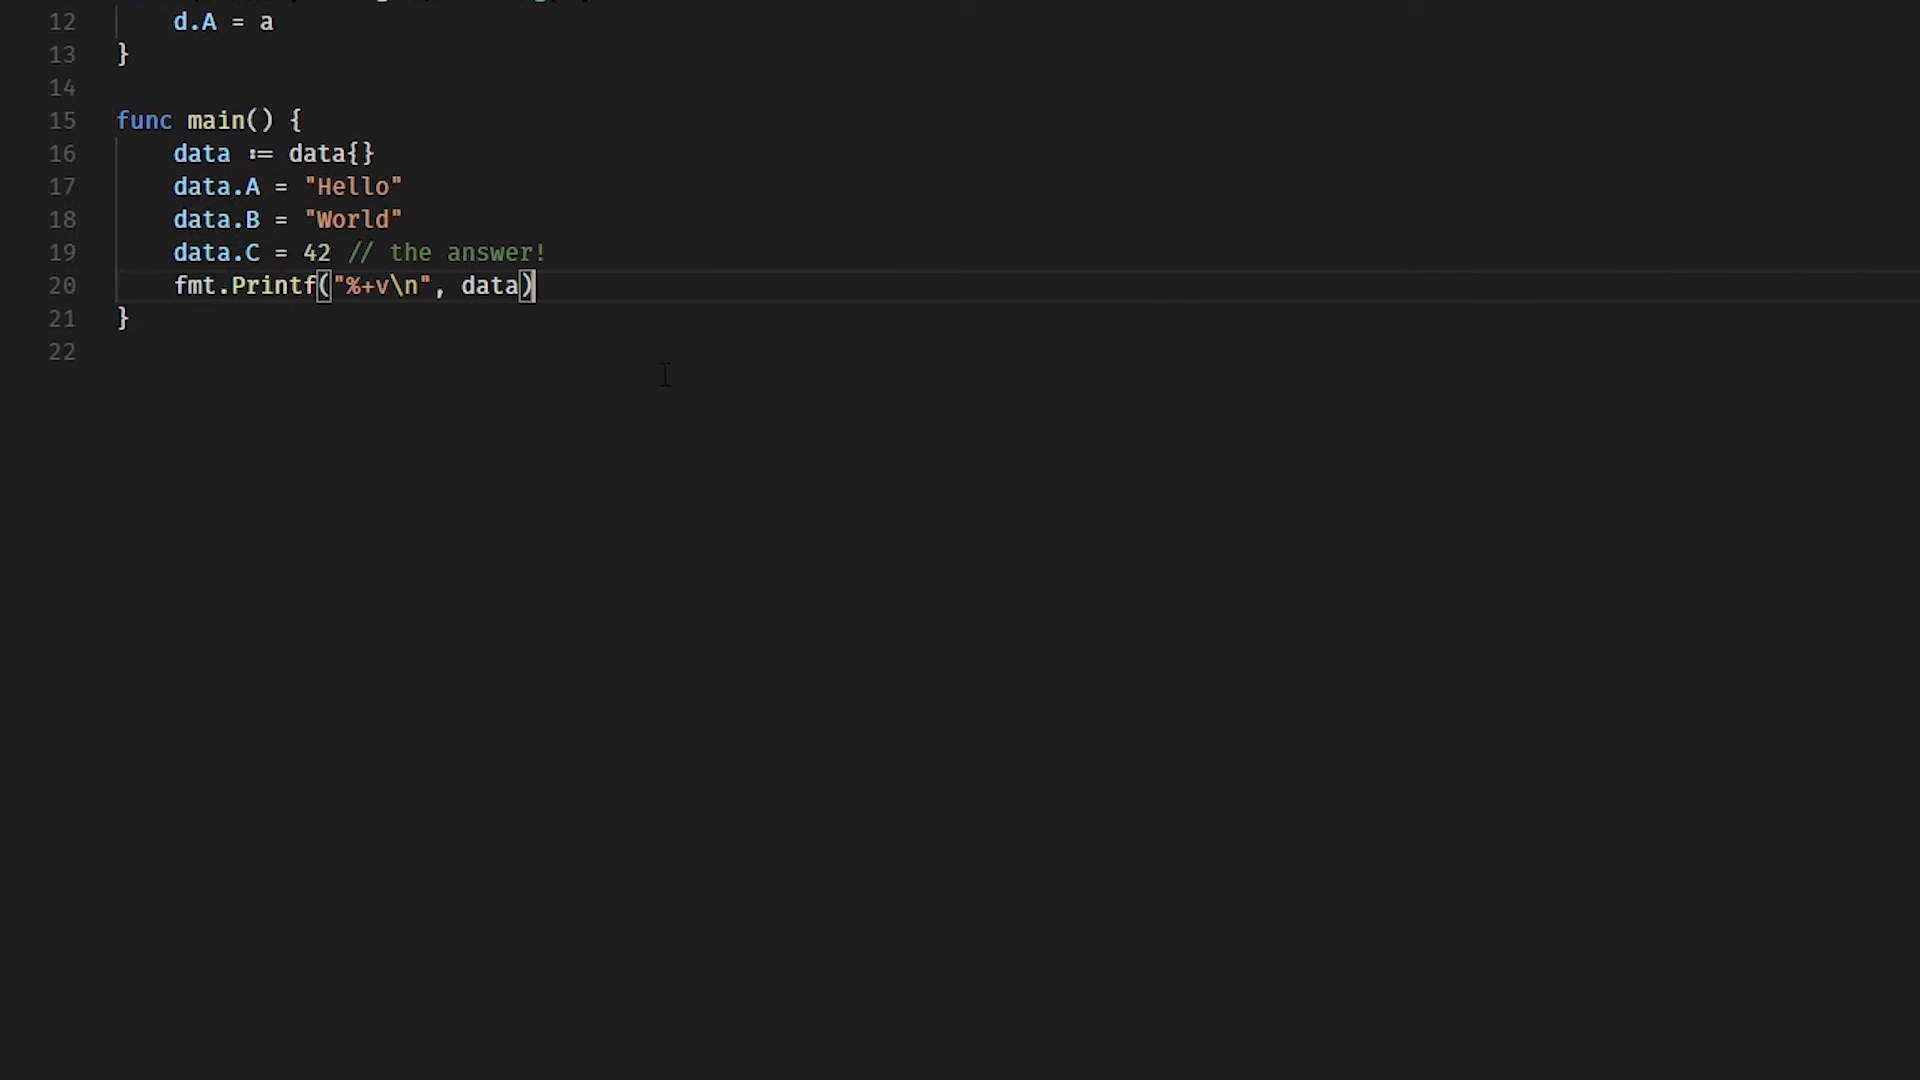 12 d.A = a
13 }
14
15 func main() {
16 data := data{}
17 data.A = "Hello"
18 data.B = "World"
19 data.C = 42 // the answer!
20 fmt.Printf("%+v\n", data)
21 }
22